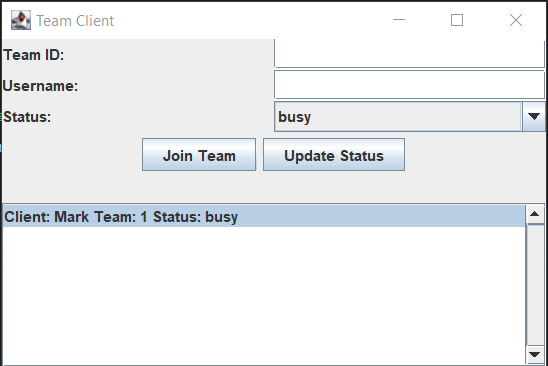 Team Client
Team ID:
Username:
Status: busy
Join Team Update Status
Client: Mark Team: 1 Status: busy